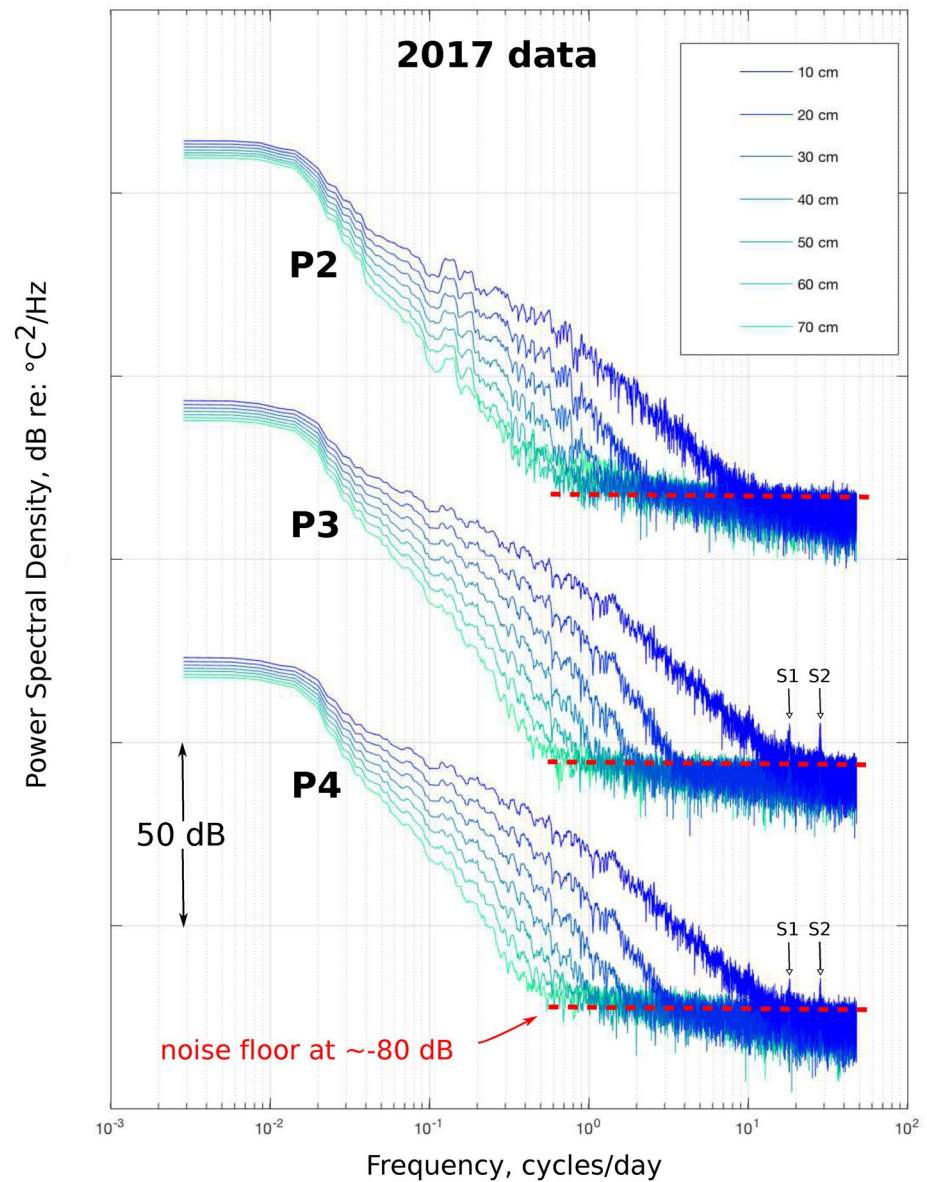 2017 data
10 cm
20 cm
30 cm
40 cm
50 cm
60 cm
70 cm
P2
P3
P4
S1 S2
S1 S2
50 dB
noise floor at ~-80 dB
Power Spectral Density, dB re: °C²/Hz
10⁻³ 10⁻² 10⁻¹ 10⁰ 10¹ 10²
Frequency, cycles/day